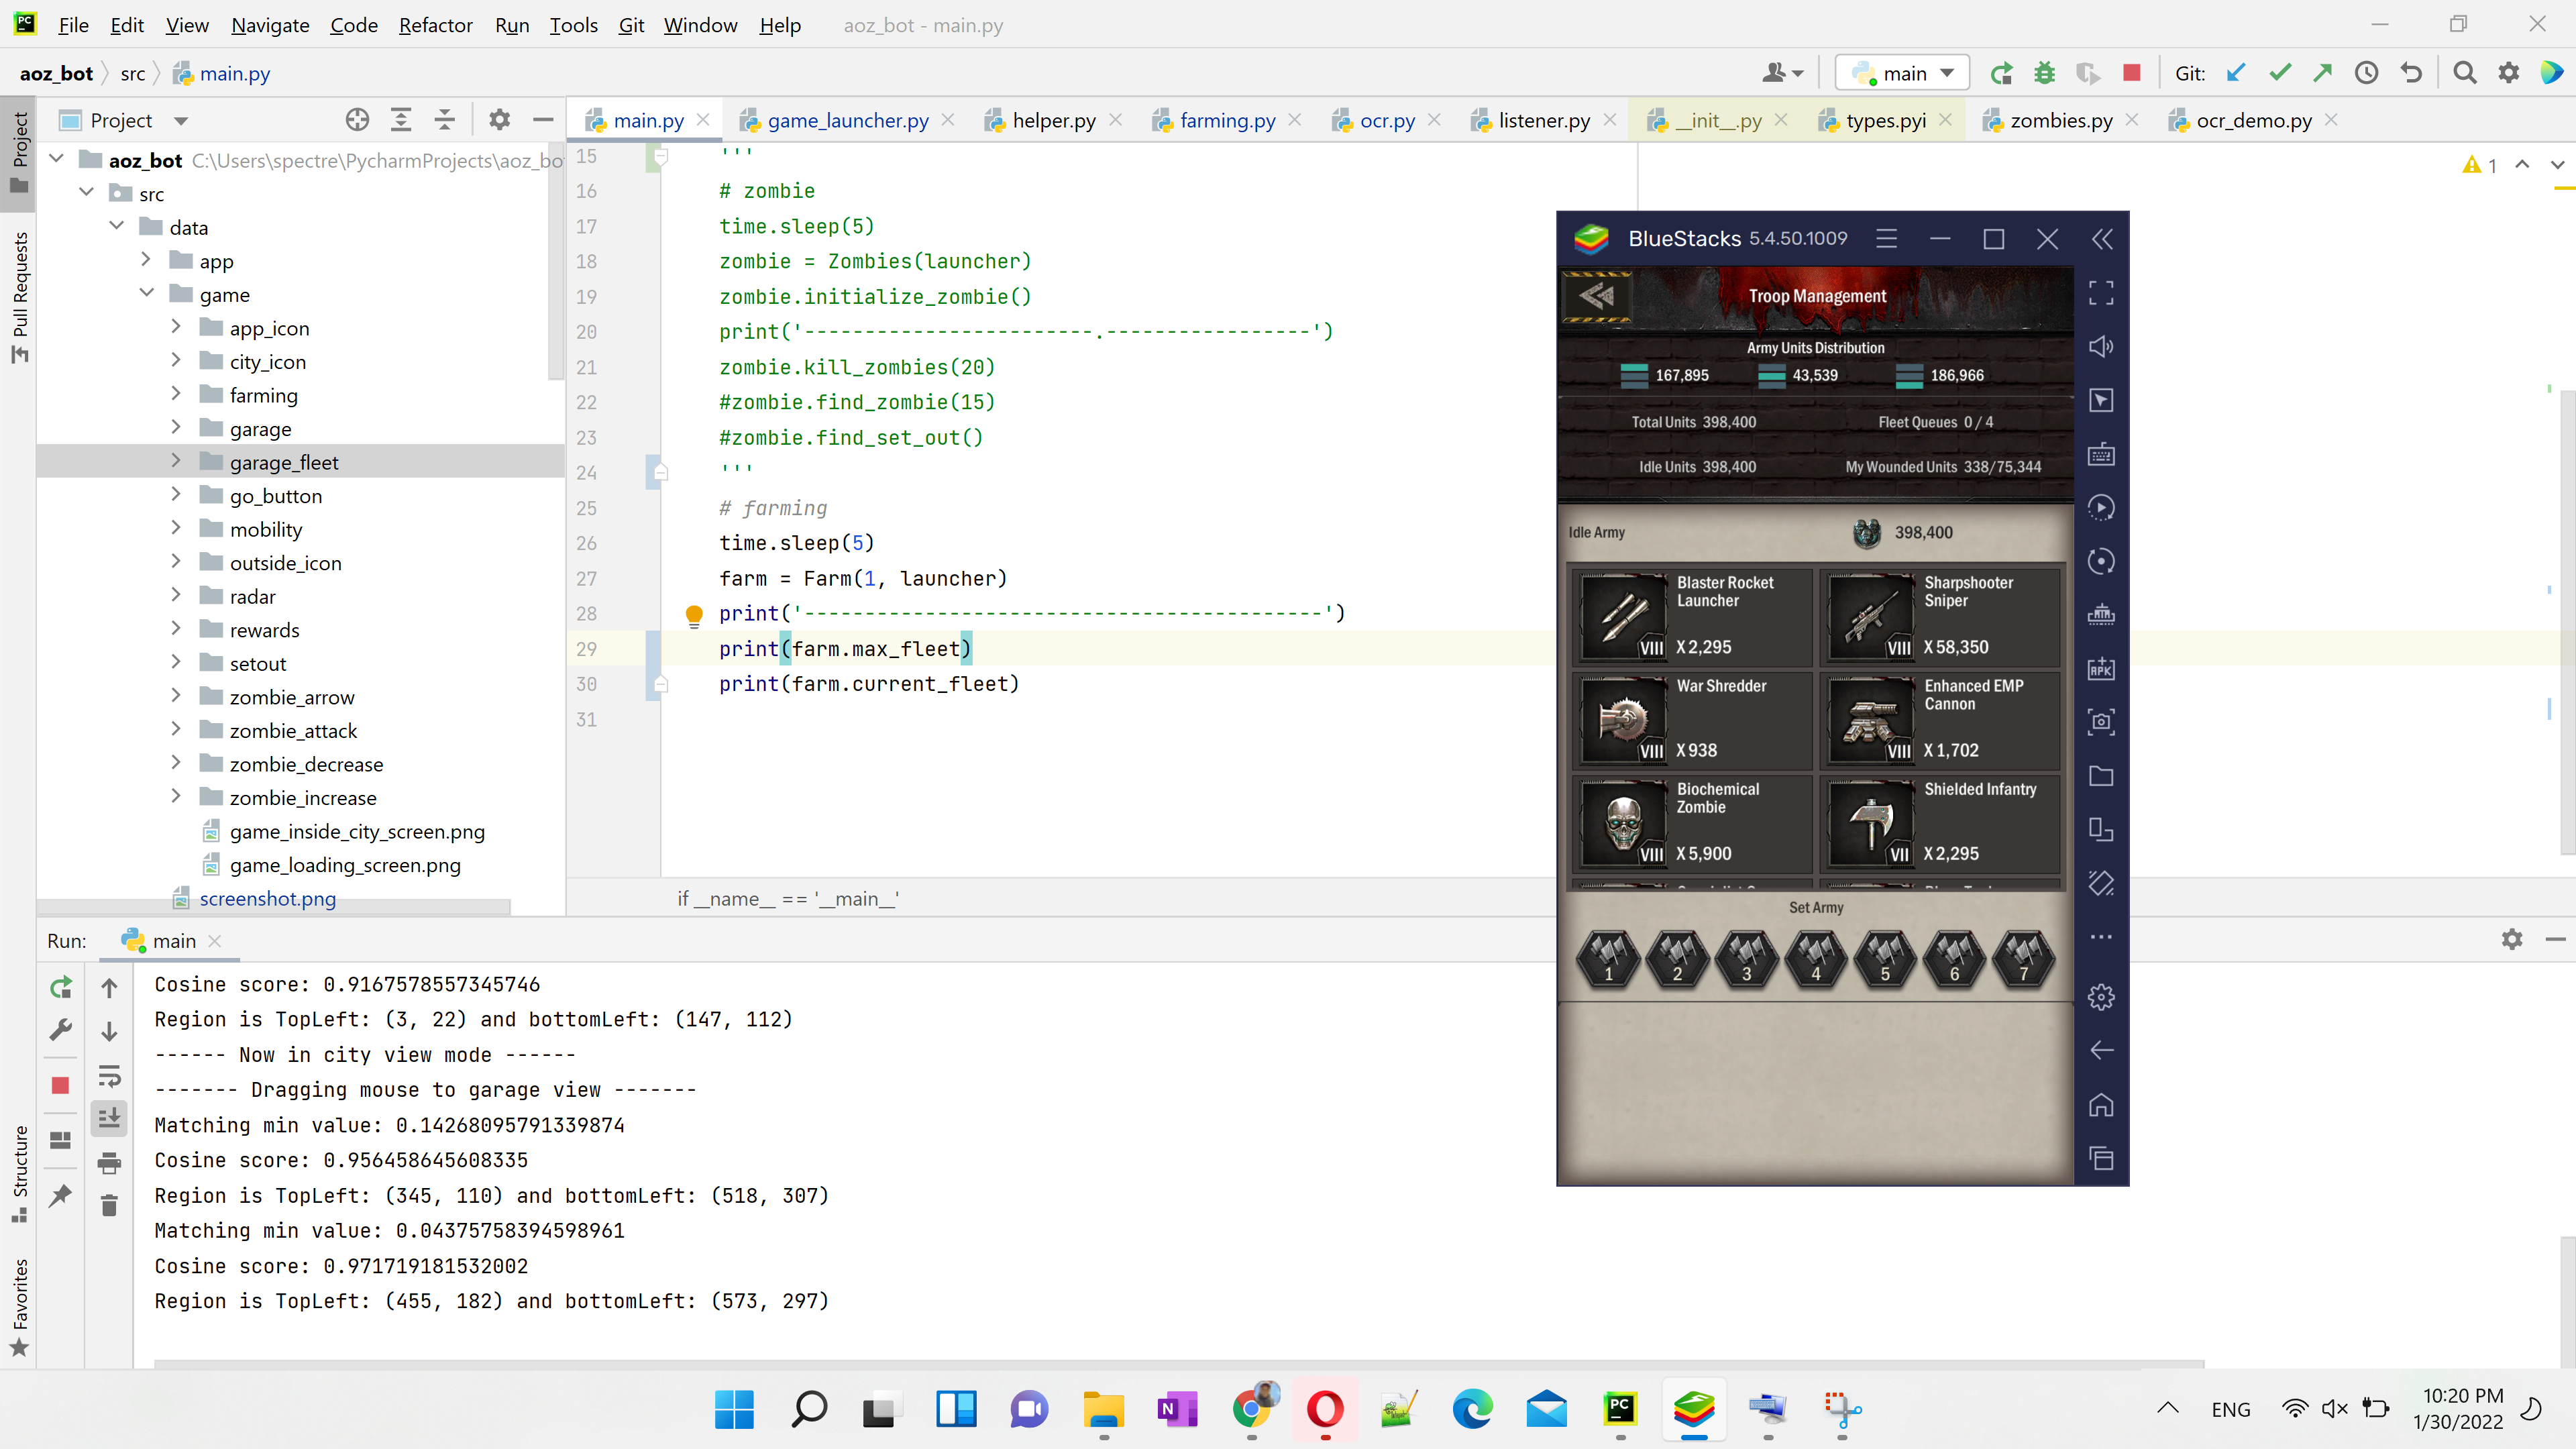 PC File Edit View Navigate Code Refactor Run Tools Git Window Help aoz_bot - main.py
aoz_bot src main.py
main Git:
Project
main.py game_launcher.py helper.py farming.py ocr.py listener.py __init__.py types.pyi zombies.py ocr_demo.py
Project
Pull Requests
Structure
Favorites
aoz_bot C:\Users\spectre\PycharmProjects\aoz_bo
src
data
app
game
app_icon
city_icon
farming
garage
garage_fleet
go_button
mobility
outside_icon
radar
rewards
setout
zombie_arrow
zombie_attack
zombie_decrease
zombie_increase
game_inside_city_screen.png
game_loading_screen.png
screenshot.png
15 '''
16 # zombie
17 time.sleep(5)
18 zombie = Zombies(launcher)
19 zombie.initialize_zombie()
20 print('------------------------.-----------------')
21 zombie.kill_zombies(20)
22 #zombie.find_zombie(15)
23 #zombie.find_set_out()
24 '''
25 # farming
26 time.sleep(5)
27 farm = Farm(1, launcher)
28 print('-------------------------------------------')
29 print(farm.max_fleet)
30 print(farm.current_fleet)
31
1
if __name__ == '__main__'
BlueStacks 5.4.50.1009
Troop Management
Army Units Distribution
167,895 43,539 186,966
Total Units 398,400 Fleet Queues 0 / 4
Idle Units 398,400 My Wounded Units 338/75,344
Idle Army 398,400
Blaster Rocket Launcher
VIII X 2,295
Sharpshooter Sniper
VIII X 58,350
War Shredder
VIII X 938
Enhanced EMP Cannon
VIII X 1,702
Biochemical Zombie
VIII X 5,900
Shielded Infantry
VII X 2,295
Set Army
1 2 3 4 5 6 7
APK
Run: main
Cosine score: 0.9167578557345746
Region is TopLeft: (3, 22) and bottomLeft: (147, 112)
------ Now in city view mode ------
------- Dragging mouse to garage view -------
Matching min value: 0.14268095791339874
Cosine score: 0.956458645608335
Region is TopLeft: (345, 110) and bottomLeft: (518, 307)
Matching min value: 0.04375758394598961
Cosine score: 0.971719181532002
Region is TopLeft: (455, 182) and bottomLeft: (573, 297)
N
PC
ENG
10:20 PM
1/30/2022